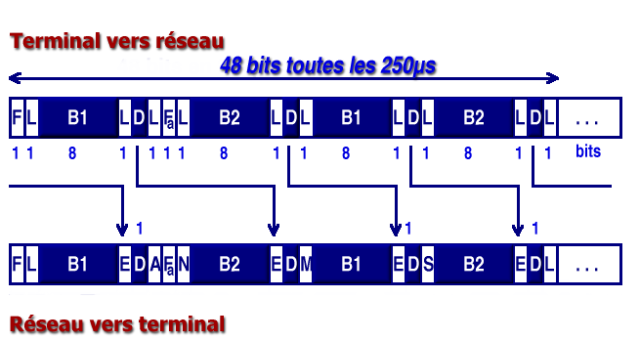 Terminal vers réseau
48 bits toutes les 250µs
F L B1 L D L Fa L B2 L D L B1 L D L B2 L D L ...
1 1 8 1 1 1 1 8 1 1 8 1 1 8 1 1 bits
1 1 1
F L B1 E D A Fa N B2 E D M B1 E D S B2 E D L ...
Réseau vers terminal